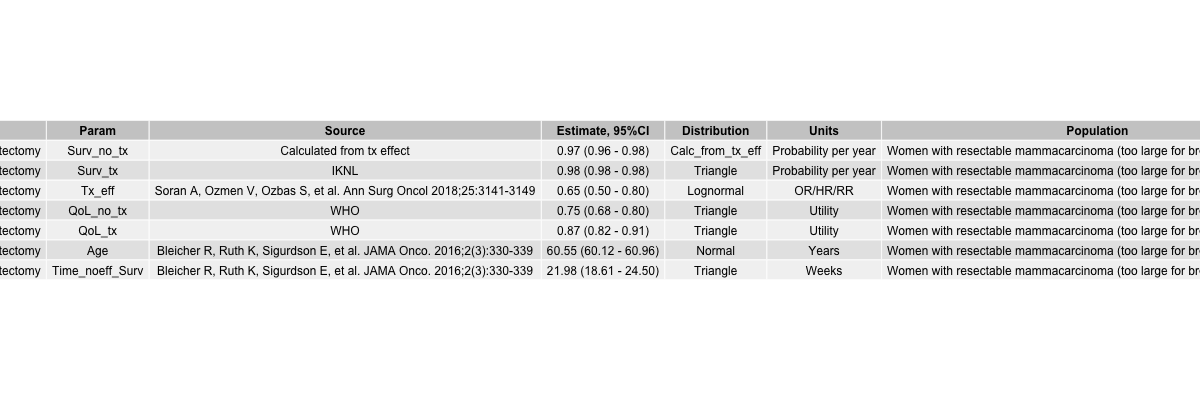 Param Source Estimate, 95%CI Distribution Units Population
tectomy Surv_no_tx Calculated from tx effect 0.97 (0.96 - 0.98) Calc_from_tx_eff Probability per year Women with resectable mammacarcinoma (too large for br
tectomy Surv_tx IKNL 0.98 (0.98 - 0.98) Triangle Probability per year Women with resectable mammacarcinoma (too large for br
tectomy Tx_eff Soran A, Ozmen V, Ozbas S, et al. Ann Surg Oncol 2018;25:3141-3149 0.65 (0.50 - 0.80) Lognormal OR/HR/RR Women with resectable mammacarcinoma (too large for br
tectomy QoL_no_tx WHO 0.75 (0.68 - 0.80) Triangle Utility Women with resectable mammacarcinoma (too large for br
tectomy QoL_tx WHO 0.87 (0.82 - 0.91) Triangle Utility Women with resectable mammacarcinoma (too large for br
tectomy Age Bleicher R, Ruth K, Sigurdson E, et al. JAMA Onco. 2016;2(3):330-339 60.55 (60.12 - 60.96) Normal Years Women with resectable mammacarcinoma (too large for br
tectomy Time_noeff_Surv Bleicher R, Ruth K, Sigurdson E, et al. JAMA Onco. 2016;2(3):330-339 21.98 (18.61 - 24.50) Triangle Weeks Women with resectable mammacarcinoma (too large for br